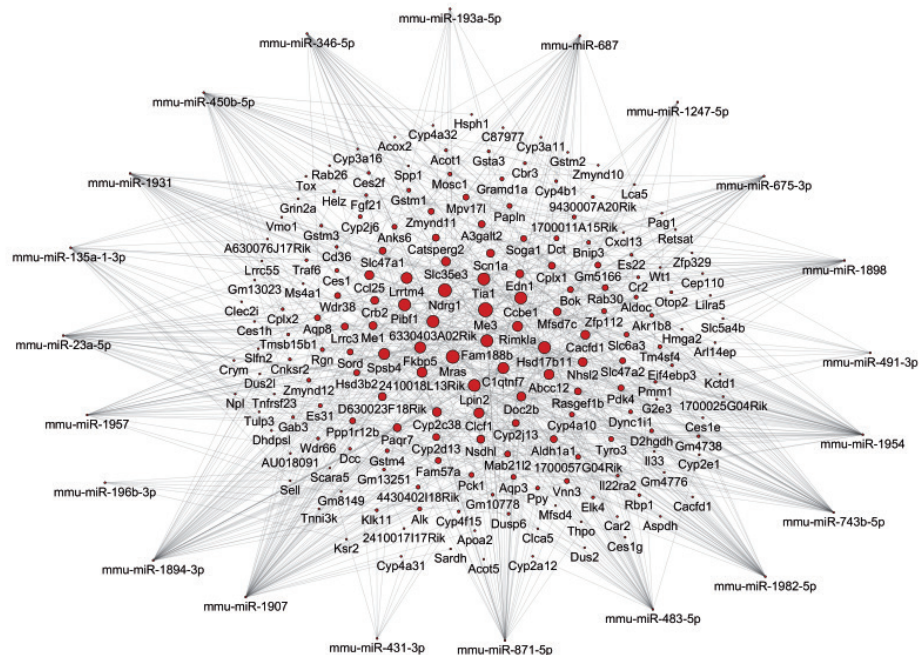 mmu-miR-193a-5p
mmu-miR-346-5p
mmu-miR-687
mmu-miR-450b-5p
mmu-miR-1247-5p
Hsph1
C87977
Cyp4a32
Cyp3a11
Acox2
Cyp3a16
Acot1
Gsta3
Cbr3
Gstm2
Zmynd10
mmu-miR-1931
Rab26
Ces2f
Spp1
Mosc1
Gramd1a
Cyp4b1
Lca5
mmu-miR-675-3p
Tox
Helz
Fgf21
Gstm1
Mpv17l
Papln
9430007A20Rik
Grin2a
Cyp2j6
Zmynd11
A3galt2
1700011A15Rik
Pag1
Vmo1
Gstm3
Anks6
Catsperg2
Soga1
Dct
Cxcl13
Retsat
mmu-miR-135a-1-3p
A630076J17Rik
Cd36
Slc47a1
Slc35e3
Scn1a
Bnip3
Es22
Zfp329
Lrrc55
Traf6
Ces1
Ccl25
Lrrtm4
Ndrg1
Tia1
Edn1
Cplx1
Gm5166
Wt1
Cep110
mmu-miR-1898
Gm13023
Ms4a1
Cr2
Clec2i
Wdr38
Crb2
Pibf1
Ccbe1
Bok
Rab30
Aldoc
Otop2
Lilra5
Cplx2
Aqp8
Me3
Mfsd7c
Zfp112
Akr1b8
Slc5a4b
mmu-miR-23a-5p
Ces1h
Lrrc3
Me1
6330403A02Rik
Rimkla
Hmga2
Tmsb15b1
Cacfd1
Slc6a3
Arl14ep
Slfn2
Rgn
Sord
Spsb4
Fkbp5
Fam188b
Hsd17b11
Tm4sf4
mmu-miR-491-3p
Crym
Cnksr2
Mras
Nhsl2
Slc47a2
Eif4ebp3
Dus2l
Zmynd12
Hsd3b2
2410018L13Rik
C1qtnf7
Abcc12
Kctd1
Npl
Tnfrsf23
Lpin2
Pdk4
Pmm1
1700025G04Rik
Tulp3
Es31
D630023F18Rik
Doc2b
Rasgef1b
G2e3
mmu-miR-1957
Gab3
Ppp1r12b
Cyp2c38
Clcf1
Cyp4a10
Dync1i1
Ces1e
mmu-miR-1954
Dhdpsl
Wdr66
Paqr7
Cyp2j13
Tyro3
D2hgdh
Gm4738
AU018091
Dcc
Cyp2d13
Nsdhl
Aldh1a1
Il33
Cyp2e1
Scara5
Gstm4
Fam57a
Mab21l2
1700057G04Rik
Gm4776
mmu-miR-196b-3p
Sell
Gm13251
Pck1
Aqp3
Vnn3
Il22ra2
Gm8149
4430402I18Rik
Gm10778
Ppy
Elk4
Rbp1
Cacfd1
mmu-miR-743b-5p
Tnni3k
Klk11
Alk
Cyp4f15
Dusp6
Mfsd4
Car2
Aspdh
2410017I17Rik
Apoa2
Clca5
Thpo
Ces1g
Ksr2
Sardh
Dus2
mmu-miR-1894-3p
Cyp4a31
Acot5
Cyp2a12
mmu-miR-1982-5p
mmu-miR-1907
mmu-miR-483-5p
mmu-miR-431-3p
mmu-miR-871-5p